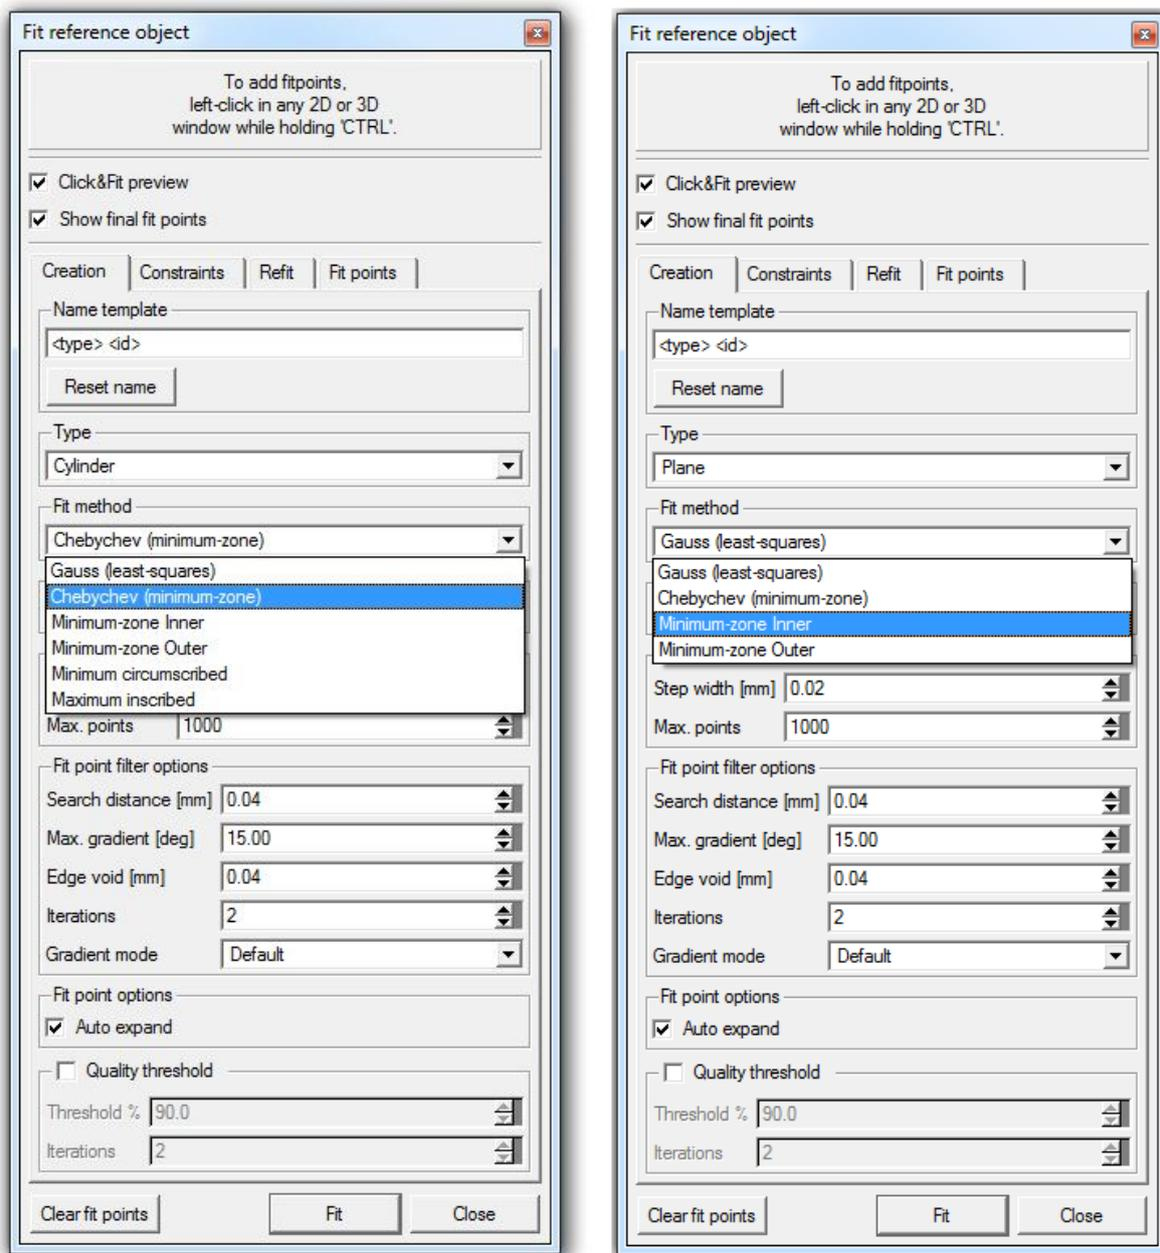 Fit reference object
To add fitpoints,
left-click in any 2D or 3D
window while holding 'CTRL'.
Click&Fit preview
Show final fit points
Creation Constraints Refit Fit points
Name template
<type> <id>
Reset name
Type
Cylinder
Fit method
Chebychev (minimum-zone)
Gauss (least-squares)
Chebychev (minimum-zone)
Minimum-zone Inner
Minimum-zone Outer
Minimum circumscribed
Maximum inscribed
Max. points 1000
Fit point filter options
Search distance [mm] 0.04
Max. gradient [deg] 15.00
Edge void [mm] 0.04
Iterations 2
Gradient mode Default
Fit point options
Auto expand
Quality threshold
Threshold % 90.0
Iterations 2
Clear fit points Fit Close
Fit reference object
To add fitpoints,
left-click in any 2D or 3D
window while holding 'CTRL'.
Click&Fit preview
Show final fit points
Creation Constraints Refit Fit points
Name template
<type> <id>
Reset name
Type
Plane
Fit method
Gauss (least-squares)
Gauss (least-squares)
Chebychev (minimum-zone)
Minimum-zone Inner
Minimum-zone Outer
Step width [mm] 0.02
Max. points 1000
Fit point filter options
Search distance [mm] 0.04
Max. gradient [deg] 15.00
Edge void [mm] 0.04
Iterations 2
Gradient mode Default
Fit point options
Auto expand
Quality threshold
Threshold % 90.0
Iterations 2
Clear fit points Fit Close